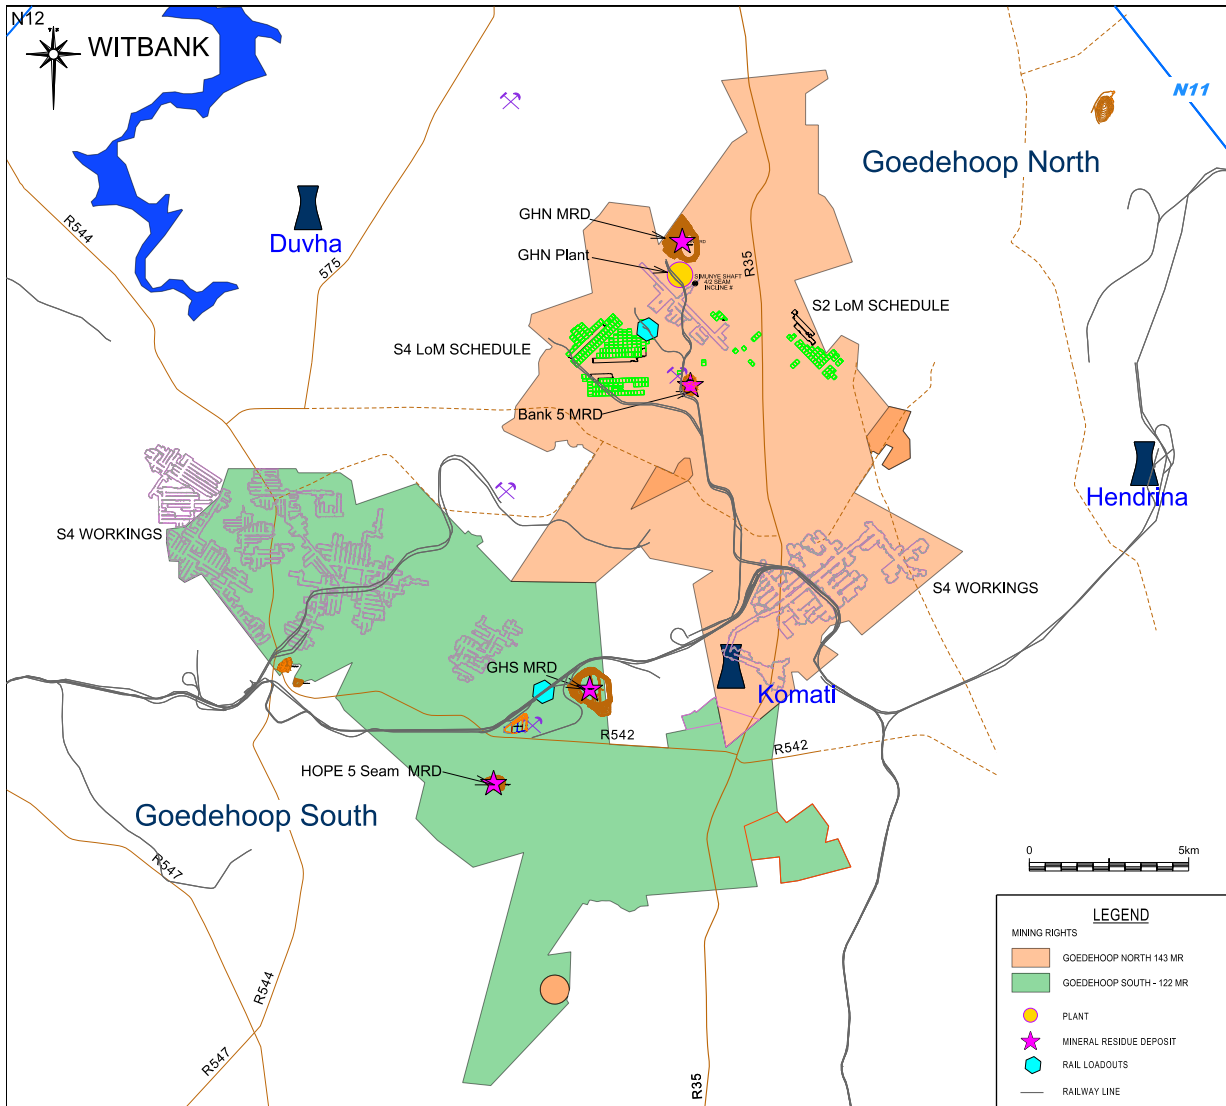 N12
WITBANK
N11
Goedehoop North
GHN MRD
R544
Duvha
GHN Plant
575
R35
SIMUNYE SHAFT
4/2 SEAM
INCLINE #
S2 LoM SCHEDULE
S4 LoM SCHEDULE
Bank 5 MRD
Hendrina
S4 WORKINGS
S4 WORKINGS
GHS MRD
Komati
R542
R542
HOPE 5 Seam MRD
Goedehoop South
0 5km
R547
R544
R547
R35
LEGEND
MINING RIGHTS
GOEDEHOOP NORTH 143 MR
GOEDEHOOP SOUTH - 122 MR
PLANT
MINERAL RESIDUE DEPOSIT
RAIL LOADOUTS
RAILWAY LINE